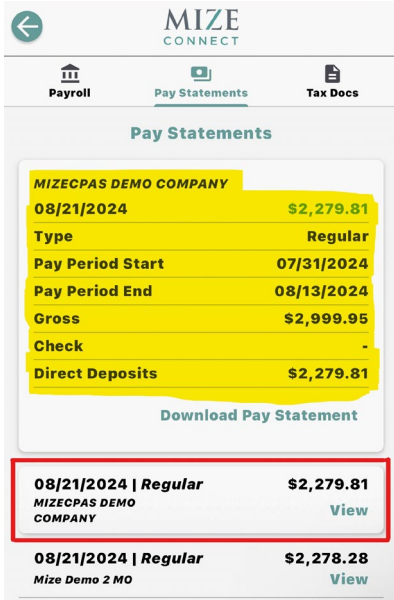 MIZE
CONNECT
Payroll Pay Statements Tax Docs
Pay Statements
MIZECPAS DEMO COMPANY
08/21/2024 $2,279.81
Type Regular
Pay Period Start 07/31/2024
Pay Period End 08/13/2024
Gross $2,999.95
Check -
Direct Deposits $2,279.81
Download Pay Statement
08/21/2024 | Regular $2,279.81
MIZECPAS DEMO
COMPANY
View
08/21/2024 | Regular $2,278.28
Mize Demo 2 MO View